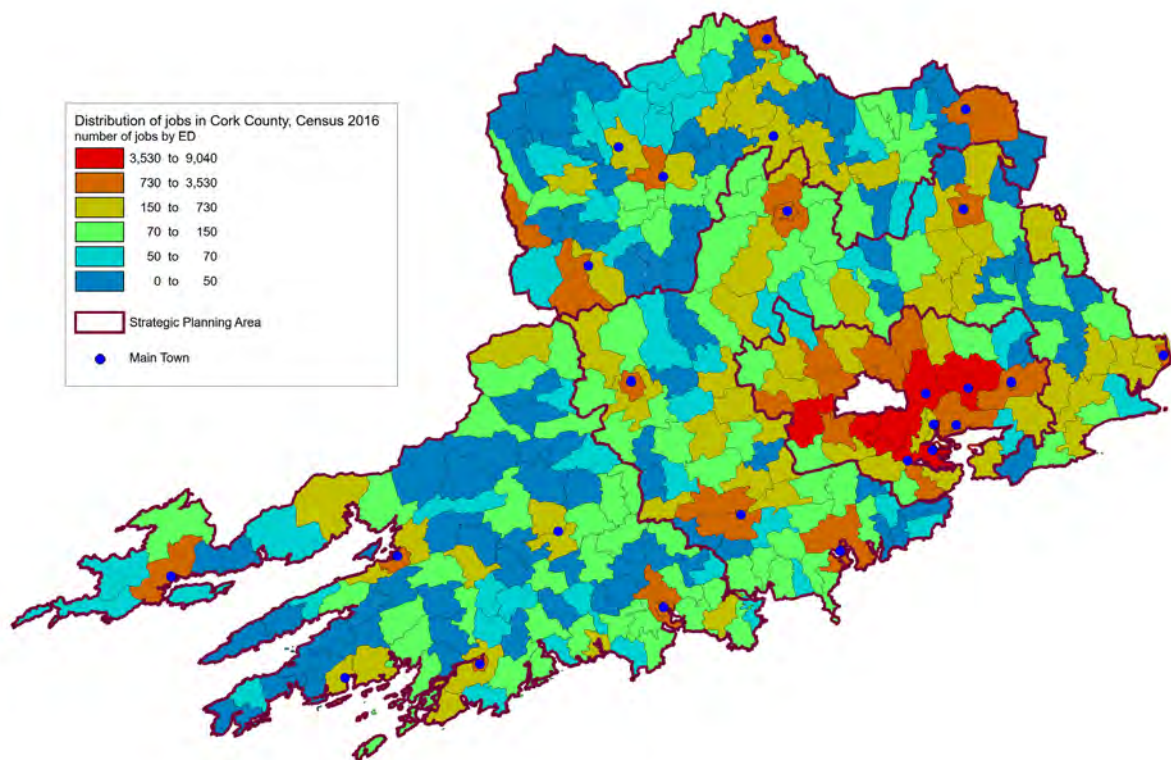 Distribution of jobs in Cork County, Census 2016
number of jobs by ED
3,530 to 9,040
730 to 3,530
150 to 730
70 to 150
50 to 70
0 to 50
Strategic Planning Area
Main Town